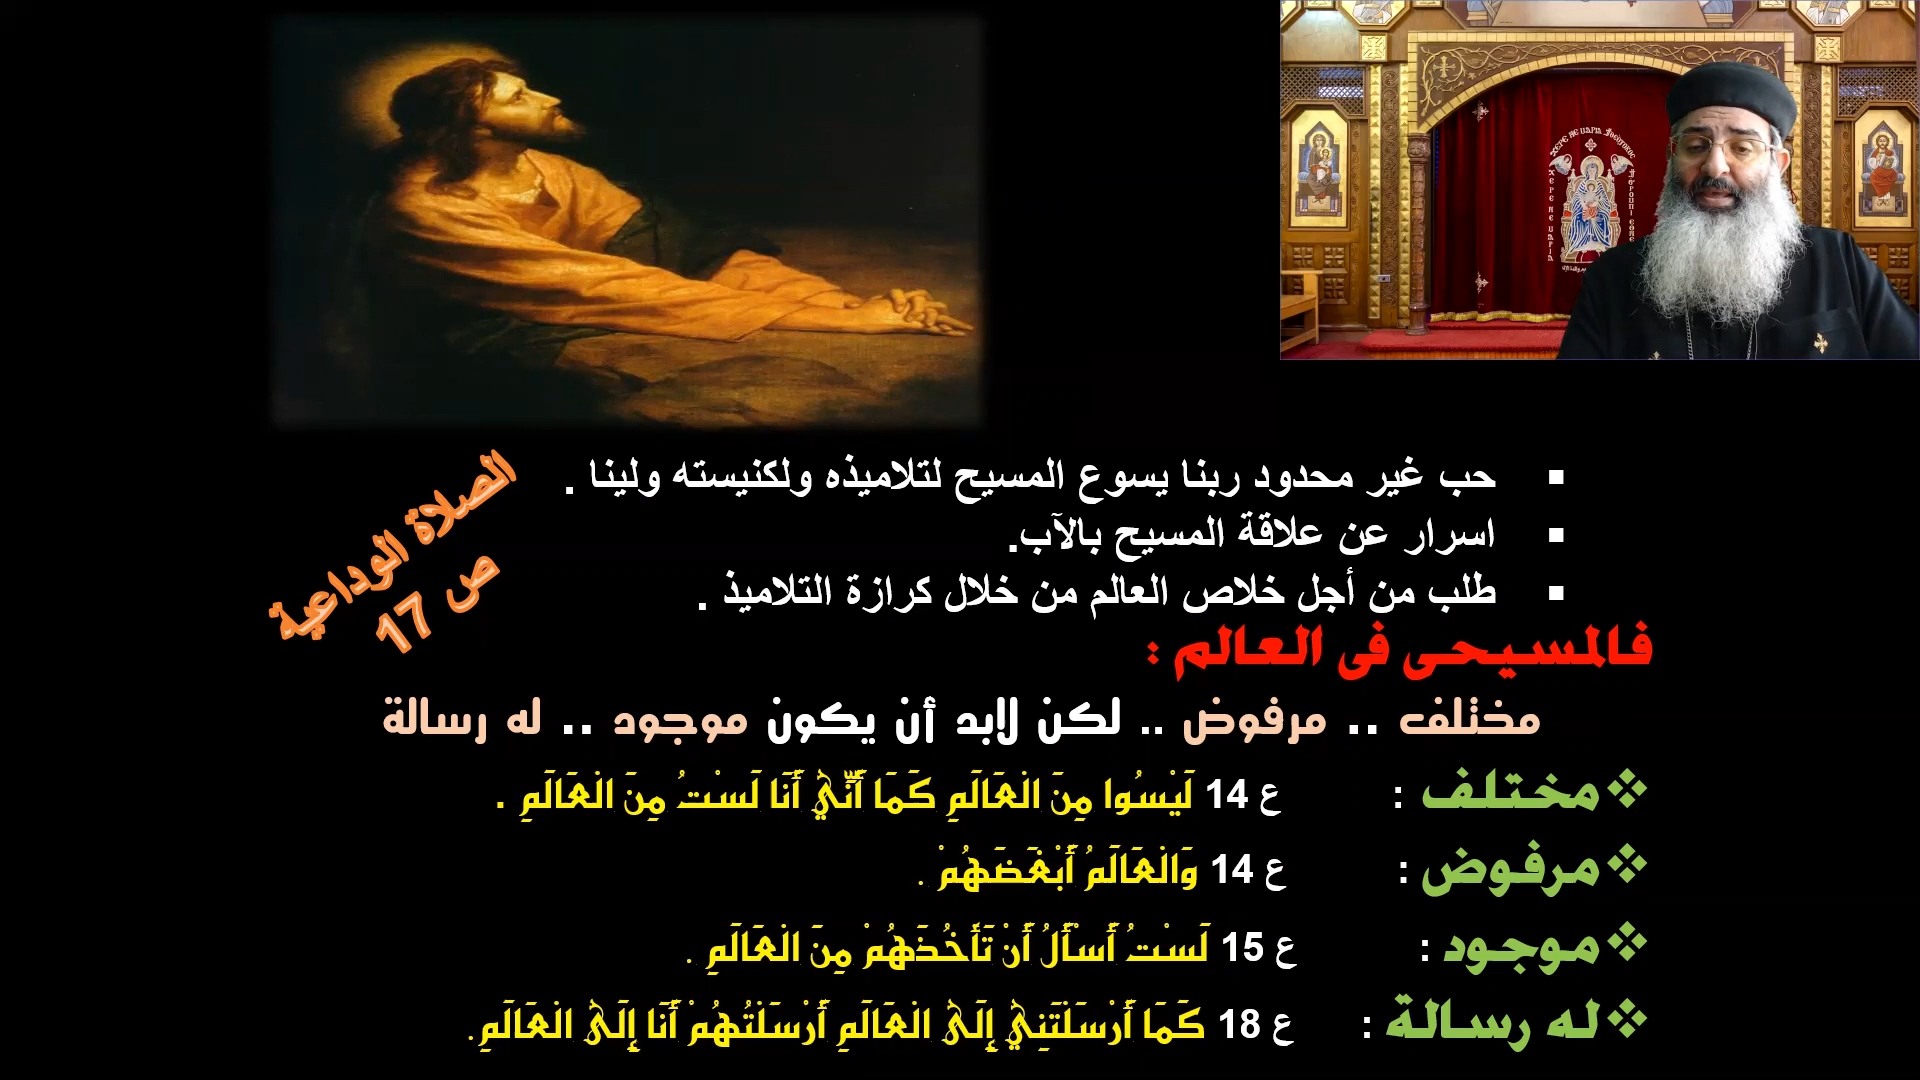 حب غير محدود ربنا يسوع المسيح لتلاميذه ولكنيسته ولينا .
اسرار عن علاقة المسيح بالآب.
طلب من أجل خلاص العالم من خلال كرازة التلاميذ .
الصلاة الوداعية
ص 17
فالمسيحى فى العالم :
مختلف .. مرفوض .. لكن لابد أن يكون موجود .. له رسالة
مختلف : ع 14 لَيْسُوا مِنَ الْعَالَمِ كَمَا أَنِّي أَنَا لَسْتُ مِنَ الْعَالَمِ .
مرفوض : ع 14 وَالْعَالَمُ أَبْغَضَهُمْ .
موجود : ع 15 لَسْتُ أَسْأَلُ أَنْ تَأْخُذَهُمْ مِنَ الْعَالَمِ .
له رسالة : ع 18 كَمَا أَرْسَلْتَنِي إِلَى الْعَالَمِ أَرْسَلْتُهُمْ أَنَا إِلَى الْعَالَمِ.